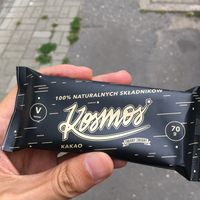 100% NATURALNYCH SKŁADNIKÓW
V
Kosmos
70 g
KAKAO